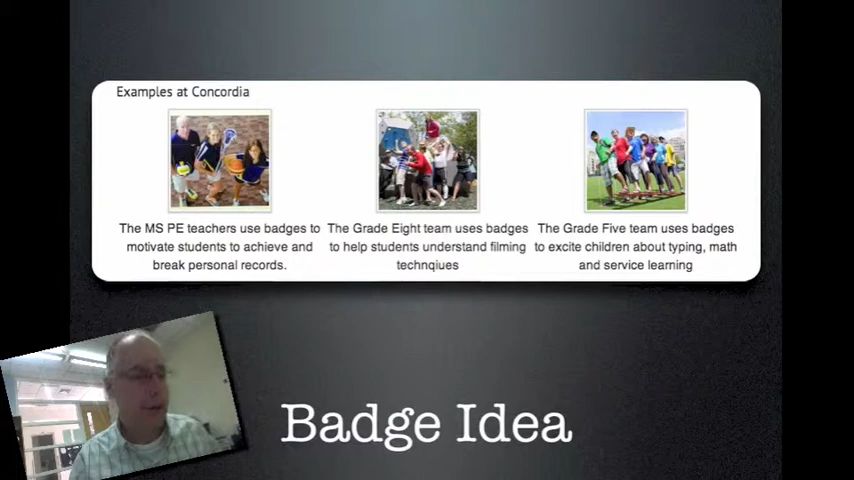 Examples at Concordia
The MS PE teachers use badges to
motivate students to achieve and
break personal records.
The Grade Eight team uses badges
to help students understand filming
technqiues
The Grade Five team uses badges
to excite children about typing, math
and service learning
Badge Idea